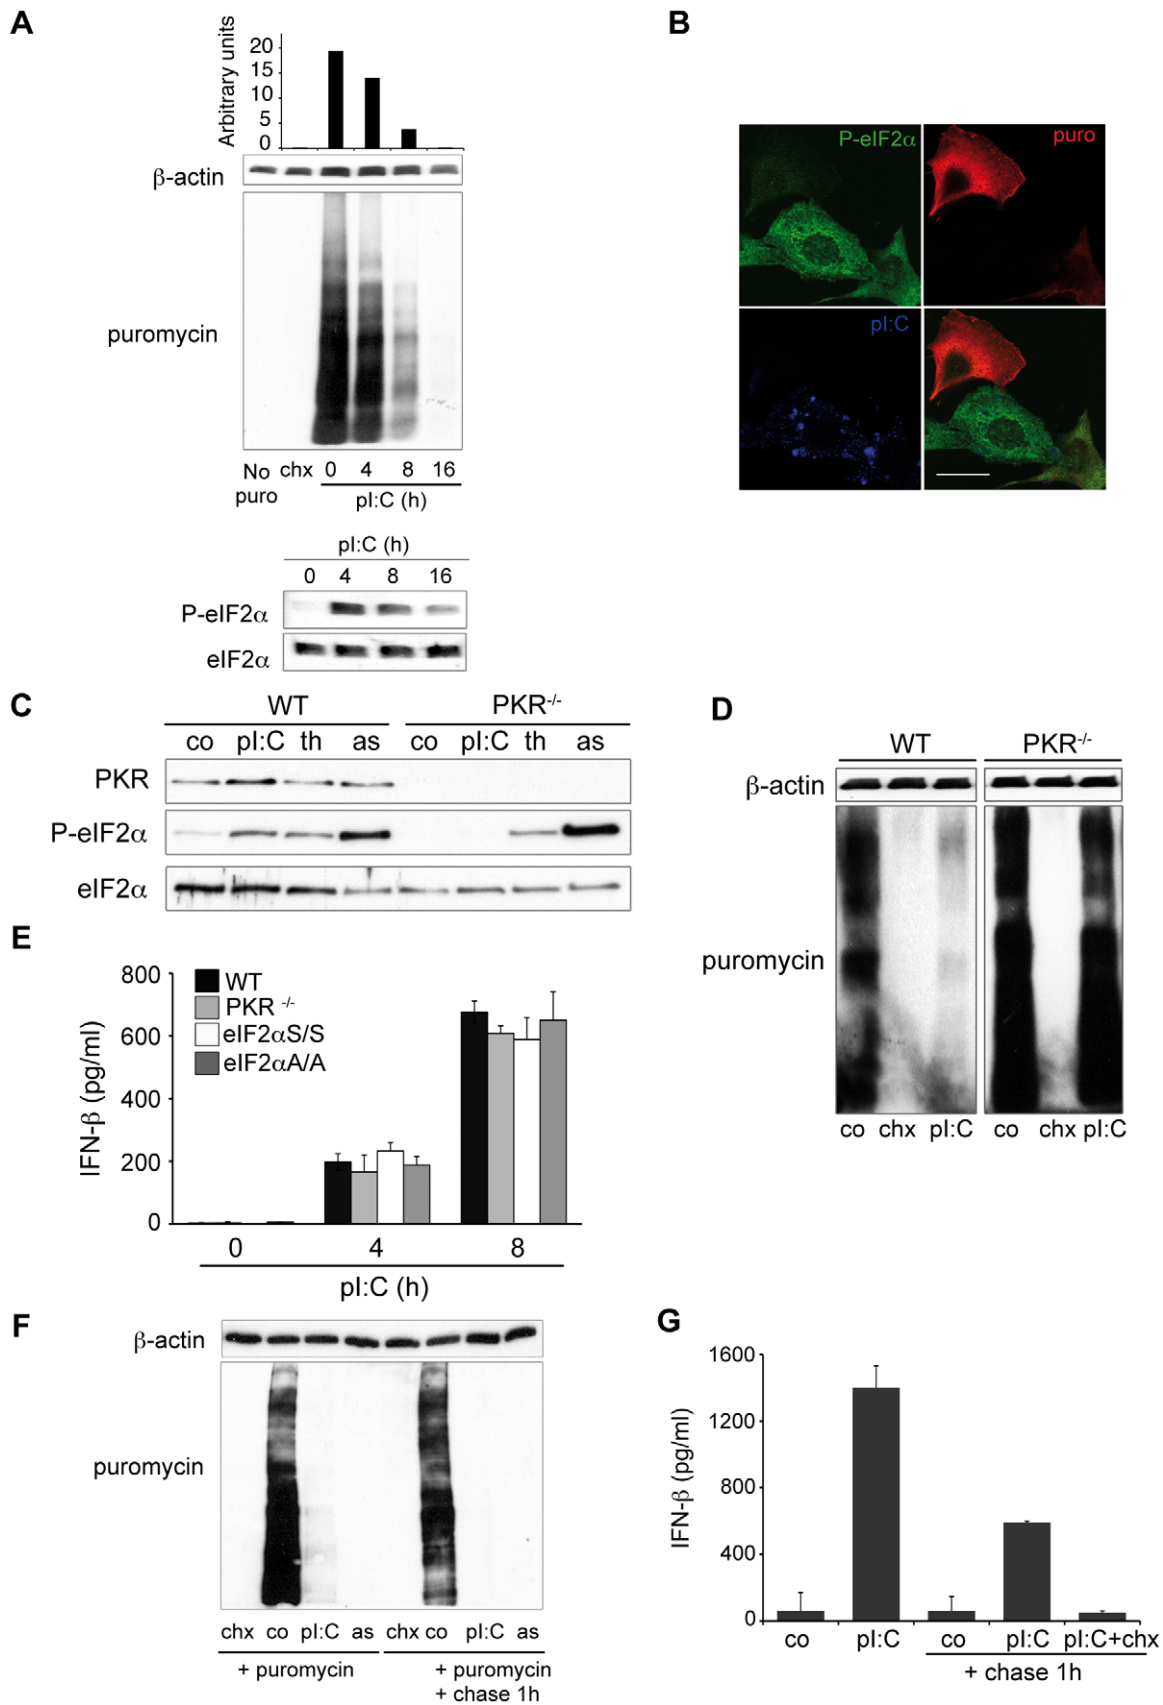 A
Arbitrary units
20
15
10
5
0
β-actin
puromycin
No puro
chx 0 4 8 16
pI:C (h)
pI:C (h)
0 4 8 16
P-eIF2α
eIF2α
B
P-eIF2α
puro
pI:C
C
WT PKR-/-
co pI:C th as co pI:C th as
PKR
P-eIF2α
eIF2α
D
WT PKR-/-
β-actin
puromycin
co chx pI:C co chx pI:C
E
IFN-β (pg/ml)
800
600
400
200
0
WT
PKR -/-
eIF2αS/S
eIF2αA/A
0 4 8
pI:C (h)
F
β-actin
puromycin
chx co pI:C as chx co pI:C as
+ puromycin
+ puromycin
+ chase 1h
G
IFN-β (pg/ml)
1600
1200
800
400
0
co pI:C co pI:C pI:C+chx
+ chase 1h